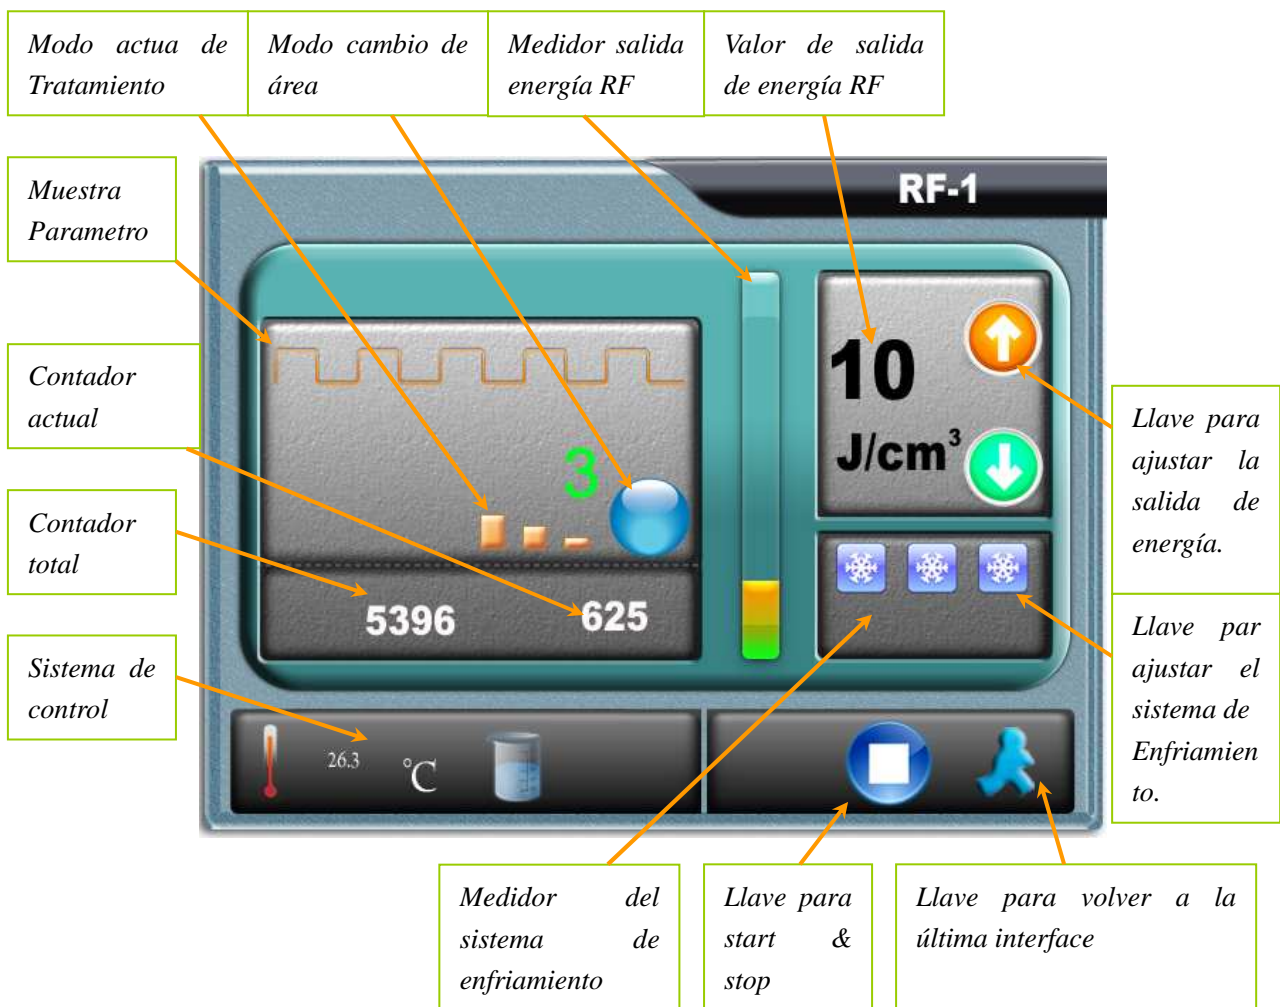 Modo actua de
Tratamiento
Modo cambio de
área
Medidor salida
energía RF
Valor de salida
de energía RF
Muestra
Parametro
RF-1
Contador
actual
10
J/cm³
3
Llave para
ajustar la
salida de
energía.
Contador
total
5396
625
Sistema de
control
26.3
°C
Llave par
ajustar el
sistema de
Enfriamien
to.
Medidor del
sistema de
enfriamiento
Llave para
start &
stop
Llave para volver a la
última interface